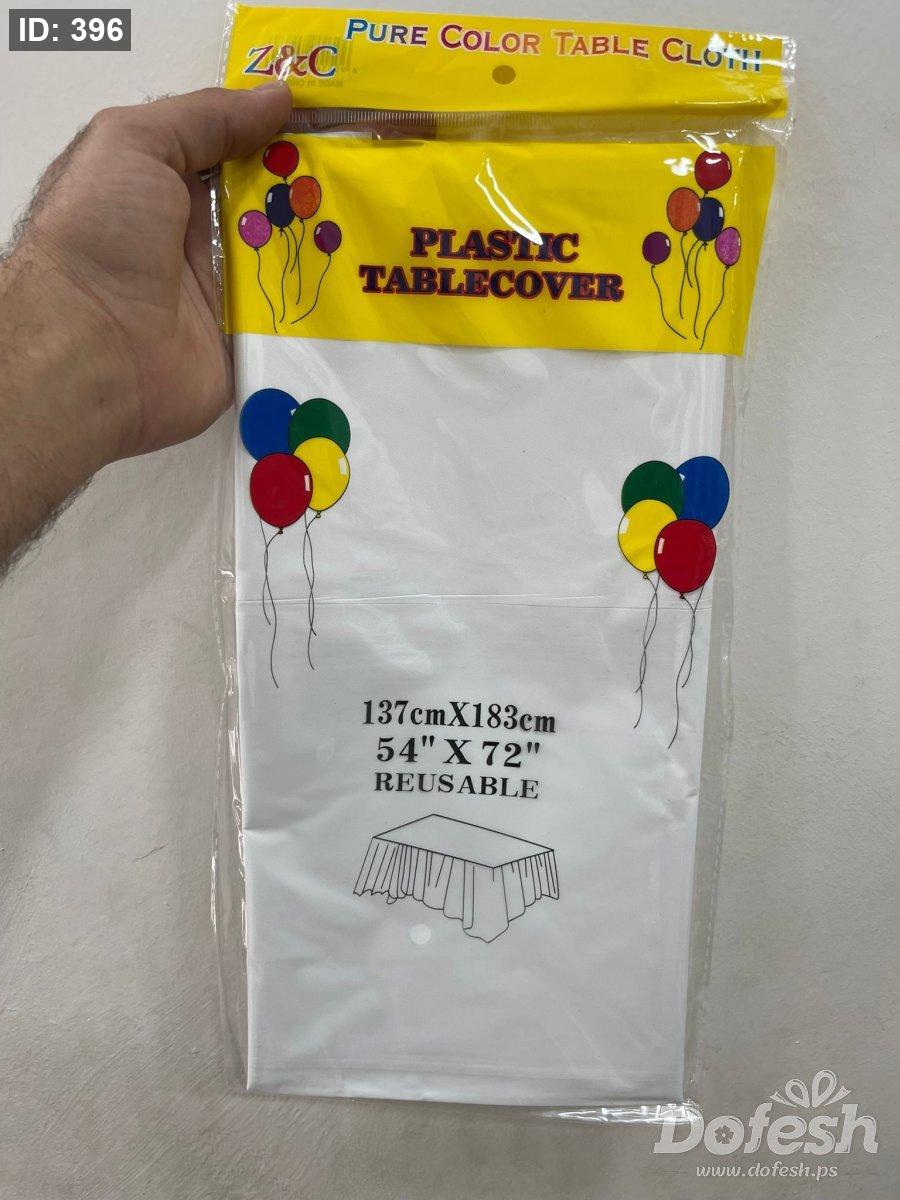 ID: 396
PURE COLOR TABLE CLOTH
Z&C
PLASTIC
TABLECOVER
137cmX183cm
54" X 72"
REUSABLE
Dofesh
www.dofesh.ps